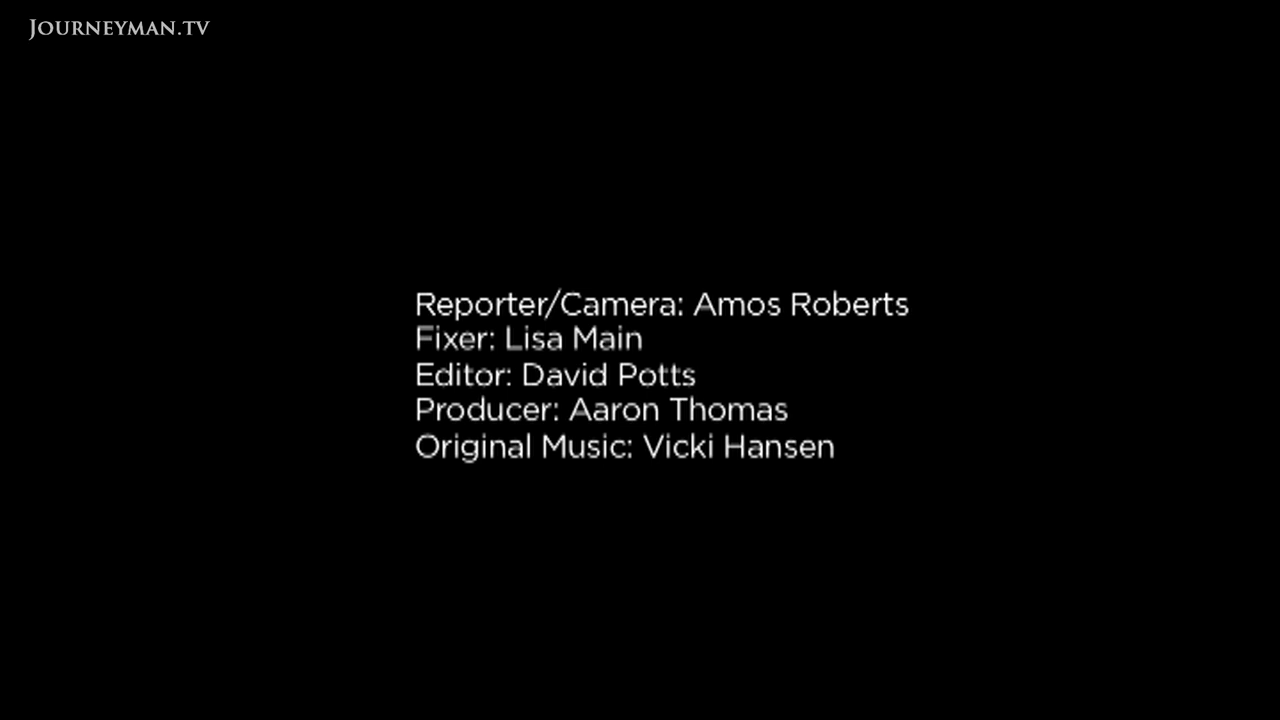 JOURNEYMAN.TV
Reporter/Camera: Amos Roberts
Fixer: Lisa Main
Editor: David Potts
Producer: Aaron Thomas
Original Music: Vicki Hansen